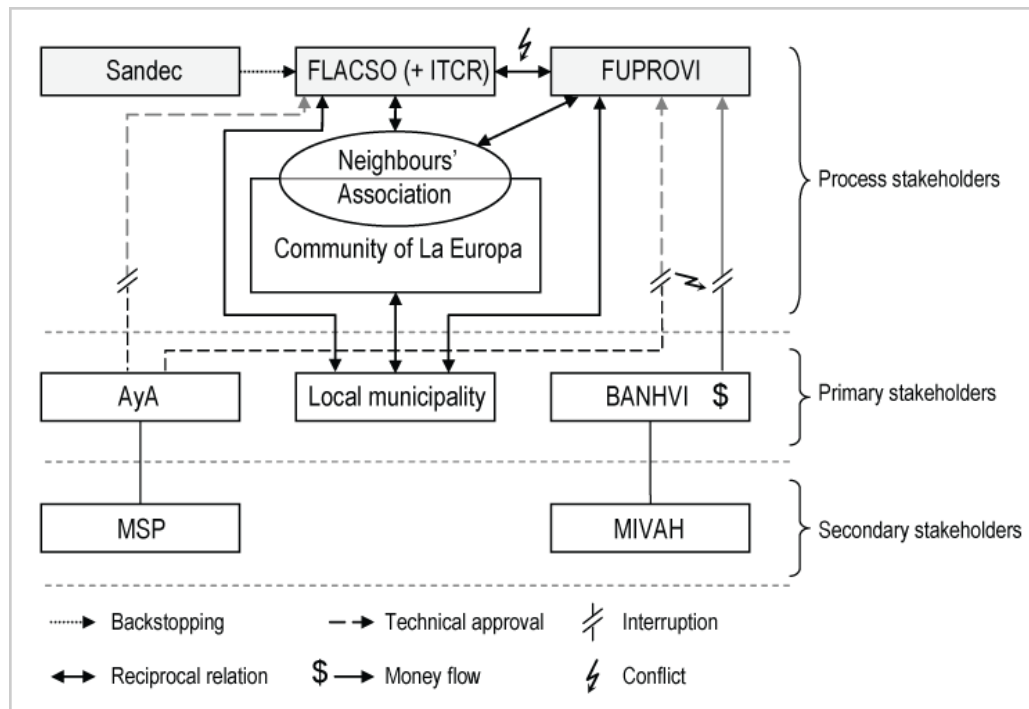 Sandec
FLACSO (+ ITCR)
FUPROVI
Neighbours'
Association
Community of La Europa
Process stakeholders
AyA
Local municipality
BANHVI $
Primary stakeholders
MSP
MIVAH
Secondary stakeholders
Backstopping
Technical approval
Interruption
Reciprocal relation
$ Money flow
Conflict